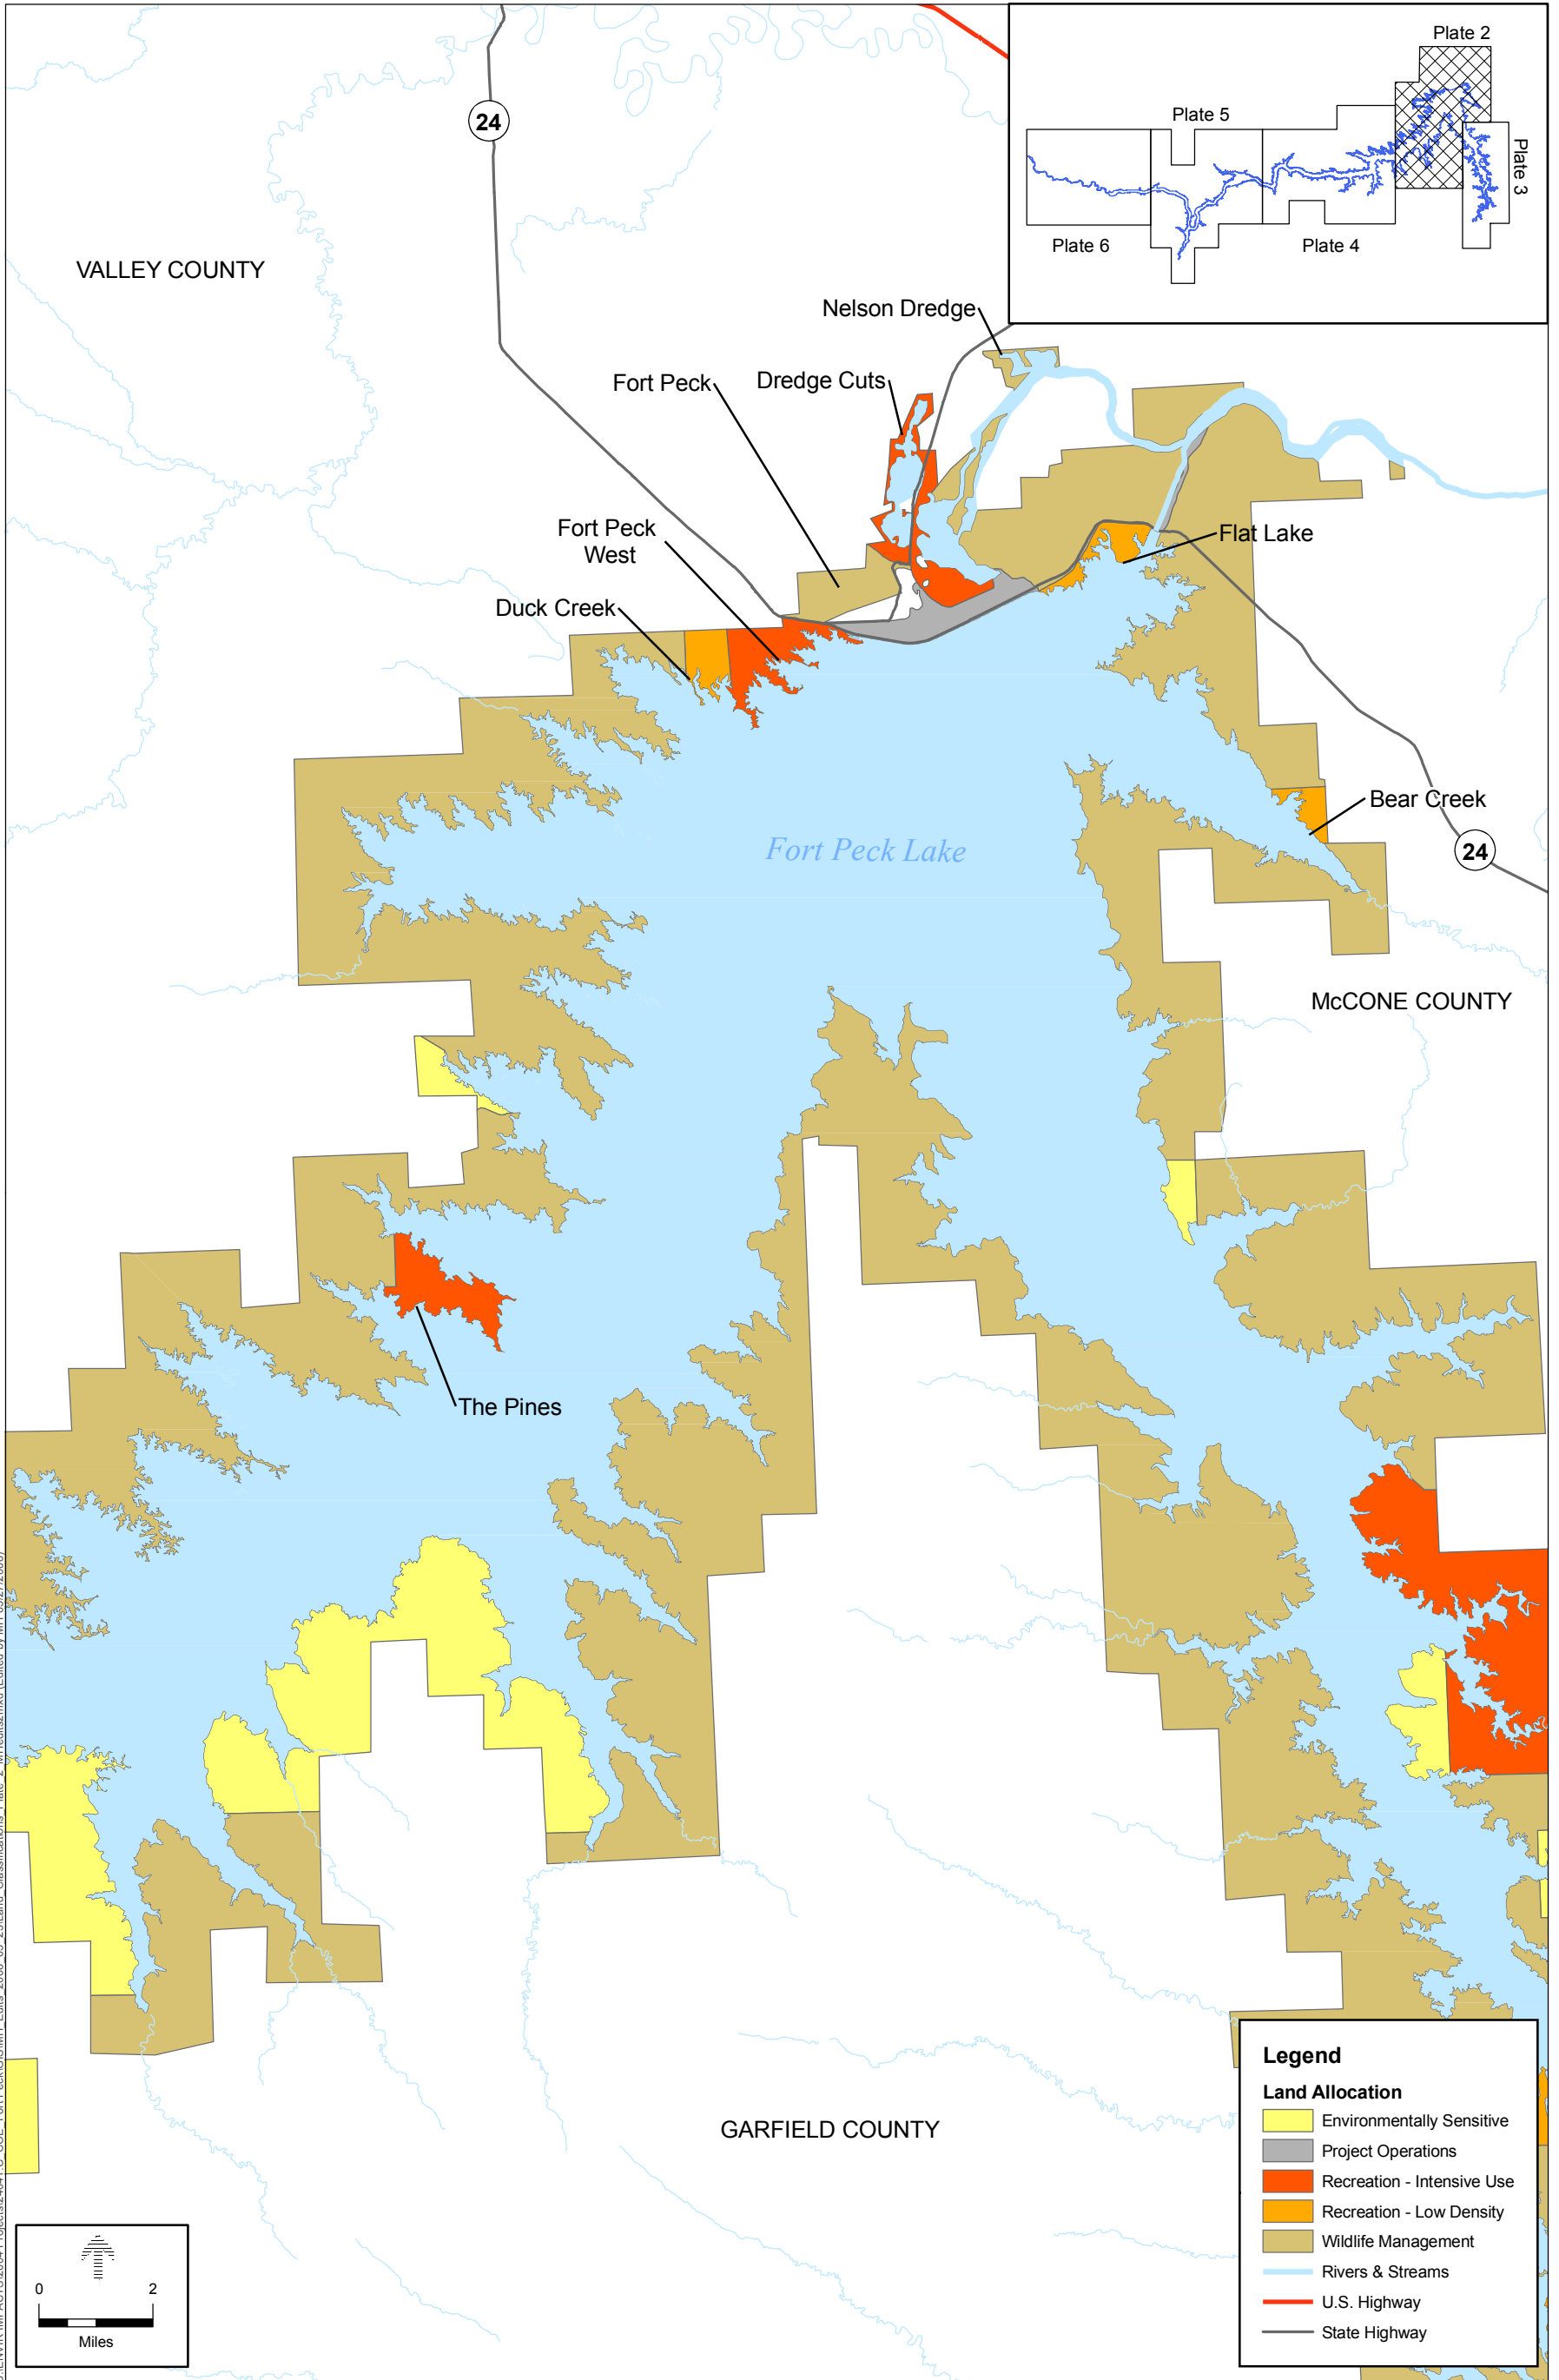 Plate 2
Plate 5
Plate 3
Plate 6
Plate 4
24
VALLEY COUNTY
Nelson Dredge
Fort Peck
Dredge Cuts
Fort Peck
West
Flat Lake
Duck Creek
Bear Creek
Fort Peck Lake
24
McCONE COUNTY
The Pines
GARFIELD COUNTY
Legend
Land Allocation
Environmentally Sensitive
Project Operations
Recreation - Intensive Use
Recreation - Low Density
Wildlife Management
Rivers & Streams
U.S. Highway
State Highway
0 2
Miles